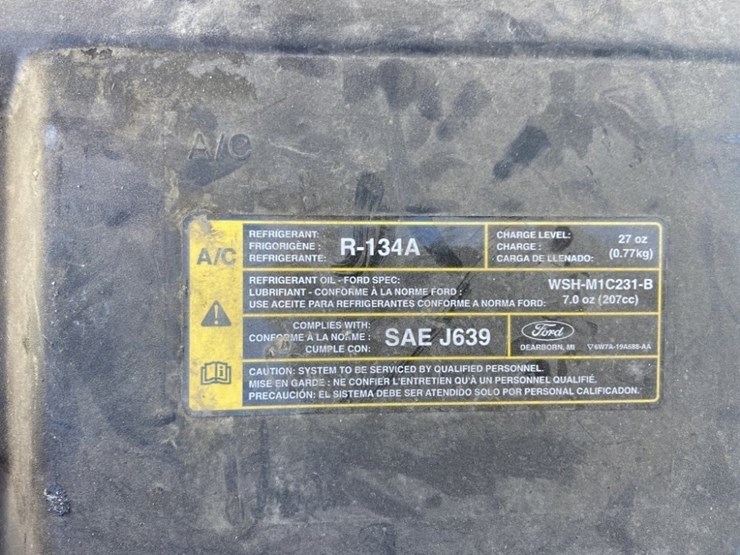 A/C
A/C
REFRIGERANT:
FRIGORIGÈNE :
REFRIGERANTE:
R-134A
CHARGE LEVEL:
CHARGE :
CARGA DE LLENADO:
27 oz
(0.77kg)
REFRIGERANT OIL - FORD SPEC:
LUBRIFIANT - CONFORME À LA NORME FORD :
USE ACEITE PARA REFRIGERANTES CONFORME A NORMA FORD:
WSH-M1C231-B
7.0 oz (207cc)
COMPLIES WITH:
CONFORME À LA NORME :
CUMPLE CON:
SAE J639
Ford
DEARBORN, MI
CAUTION: SYSTEM TO BE SERVICED BY QUALIFIED PERSONNEL.
MISE EN GARDE : NE CONFIER L'ENTRETIEN QU'À UN PERSONNEL QUALIFIÉ.
PRECAUCIÓN: EL SISTEMA DEBE SER ATENDIDO SOLO POR PERSONAL CALIFICADON.